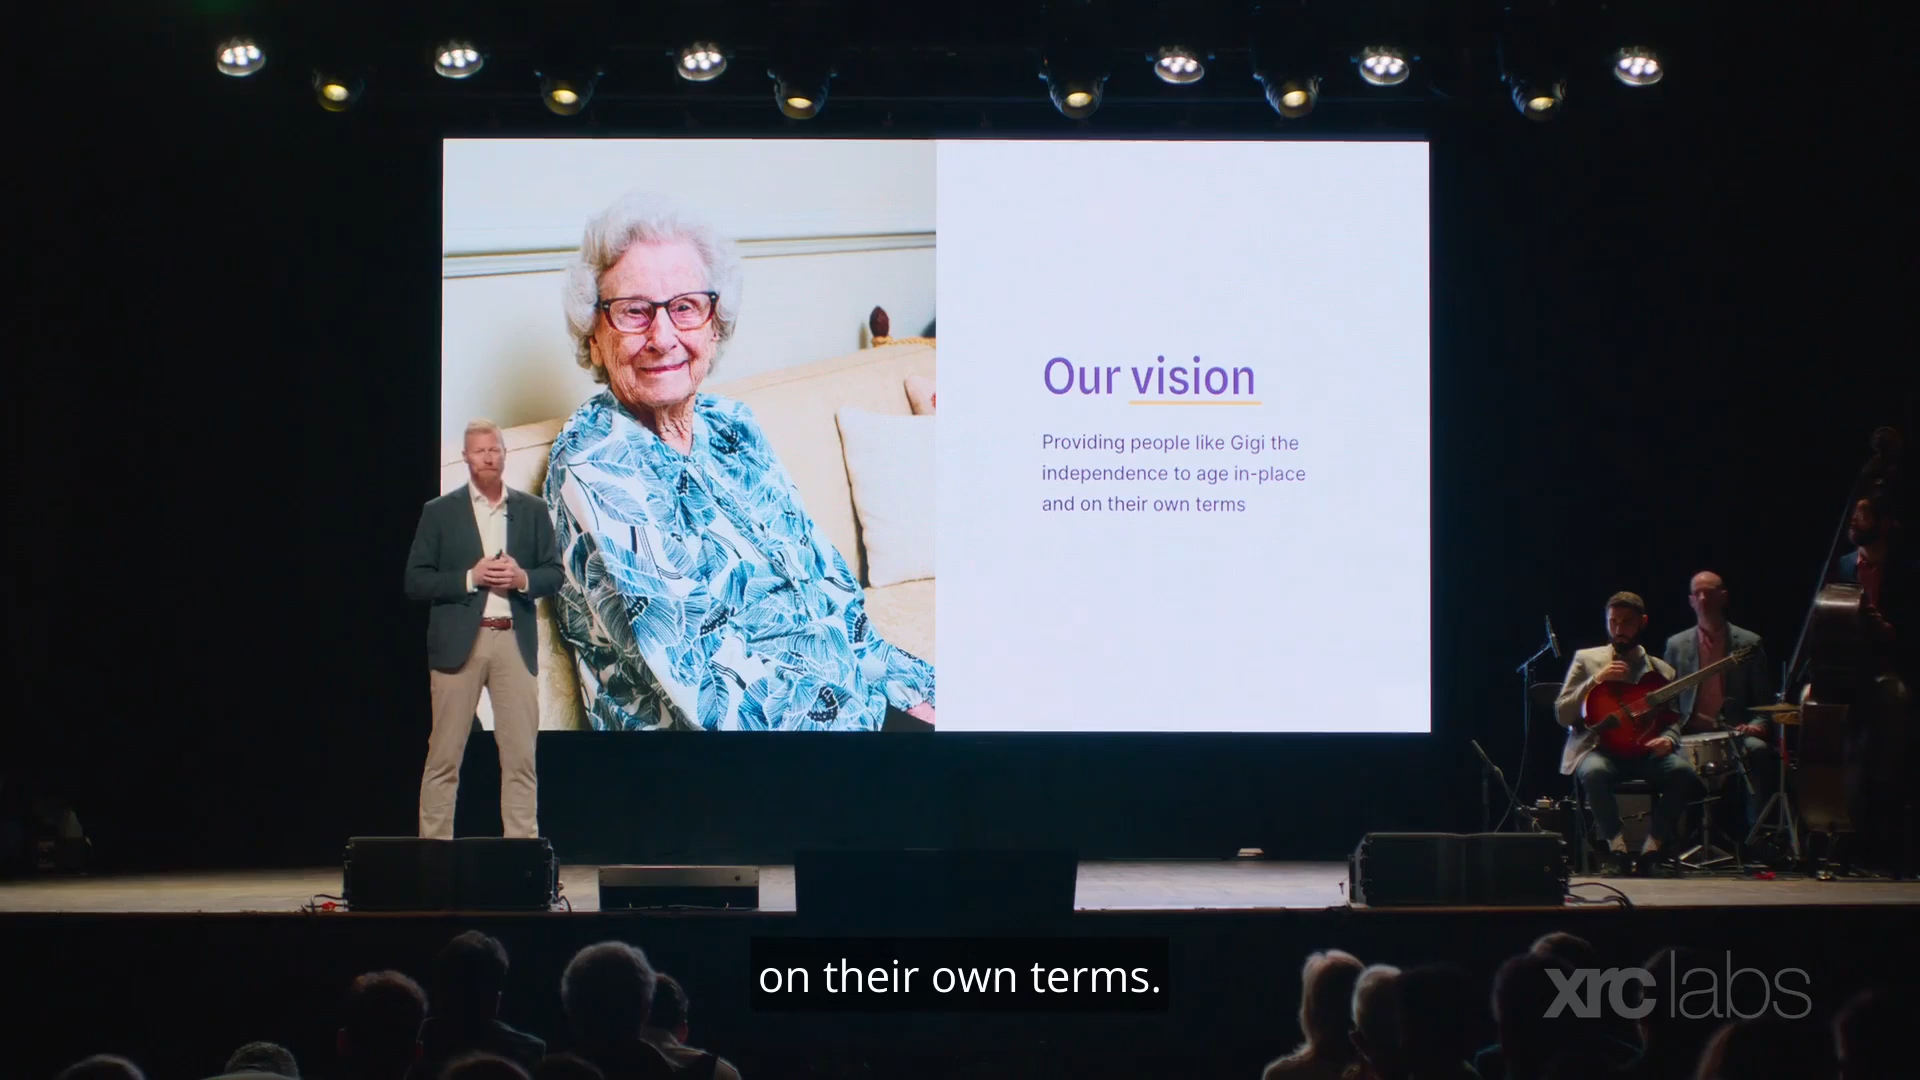 Our vision
Providing people like Gigi the
independence to age in-place
and on their own terms
on their own terms.
xrc labs